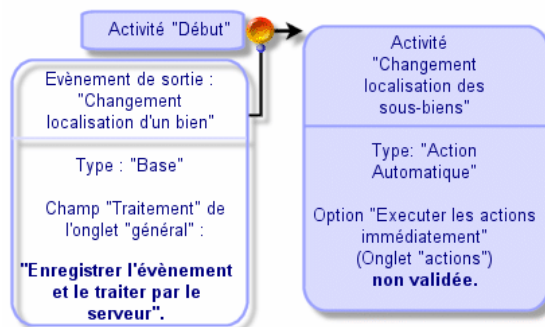 Activité "Début"
Evènement de sortie :
"Changement
localisation d'un bien"
Type : "Base"
Champ "Traitement" de
l'onglet "général" :
"Enregistrer l'évènement
et le traiter par le
serveur".
Activité
"Changement
localisation des
sous-biens"
Type: "Action
Automatique"
Option "Executer les actions
immédiatement"
(Onglet "actions")
non validée.